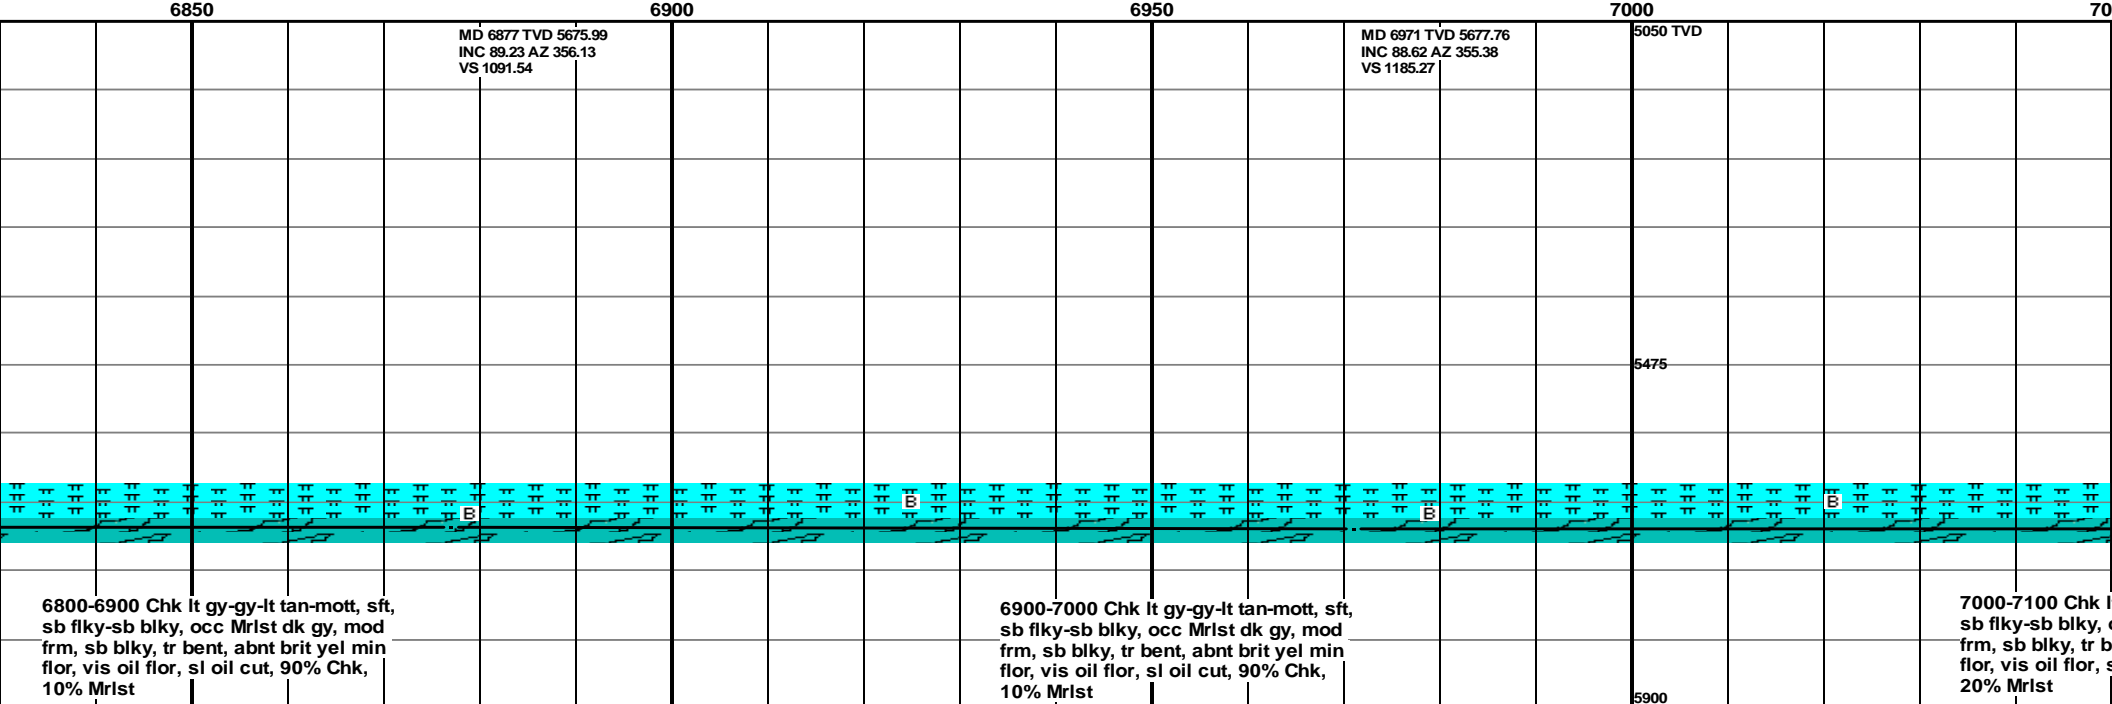 6850 6900 6950 7000 70
MD 6877 TVD 5675.99
INC 89.23 AZ 356.13
VS 1091.54
MD 6971 TVD 5677.76
INC 88.62 AZ 355.38
VS 1185.27
5050 TVD
5475
B
B
B
B
6800-6900 Chk lt gy-gy-lt tan-mott, sft,
sb flky-sb blky, occ Mrlst dk gy, mod
frm, sb blky, tr bent, abnt brit yel min
flor, vis oil flor, sl oil cut, 90% Chk,
10% Mrlst
6900-7000 Chk lt gy-gy-lt tan-mott, sft,
sb flky-sb blky, occ Mrlst dk gy, mod
frm, sb blky, tr bent, abnt brit yel min
flor, vis oil flor, sl oil cut, 90% Chk,
10% Mrlst
7000-7100 Chk l
sb flky-sb blky,
frm, sb blky, tr b
flor, vis oil flor, s
20% Mrlst
5900